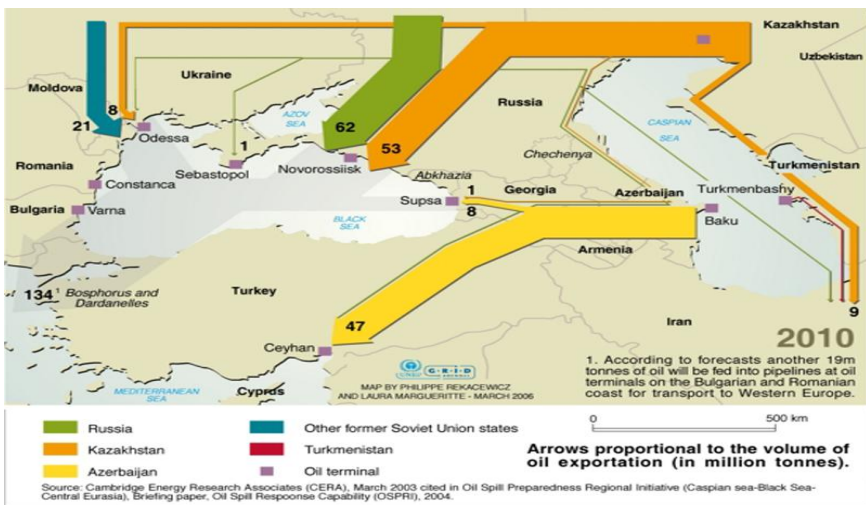 Kazakhstan
Uzbekistan
Ukraine
Moldova
AZOV
SEA
Russia
CASPIAN
SEA
8
21
Odessa
1
62
53
Romania
Sebastopol
Novorossiisk
Abkhazia
Chechenya
Turkmenistan
Constanca
Georgia
Azerbaijan
Turkmenbashy
Bulgaria
Varna
BLACK
SEA
Supsa
1
8
Baku
Armenia
134¹
Bosphorus and
Dardanelles
Turkey
47
Iran
9
Ceyhan
2010
MEDITERRANEAN
SEA
Cyprus
UNEP
G R I D
MAP BY PHILIPPE REKACEWICZ
AND LAURA MARGUERITTE - MARCH 2006
1. According to forecasts another 19m
tonnes of oil will be fed into pipelines at oil
terminals on the Bulgarian and Romanian
coast for transport to Western Europe.
0 500 km
Russia
Kazakhstan
Azerbaijan
Other former Soviet Union states
Turkmenistan
Oil terminal
Arrows proportional to the volume of
oil exportation (in million tonnes).
Source: Cambridge Energy Research Associates (CERA), March 2003 cited in Oil Spill Preparedness Regional Initiative (Caspian sea-Black Sea-
Central Eurasia), Briefing paper, Oil Spill Respoonse Capability (OSPRI), 2004.